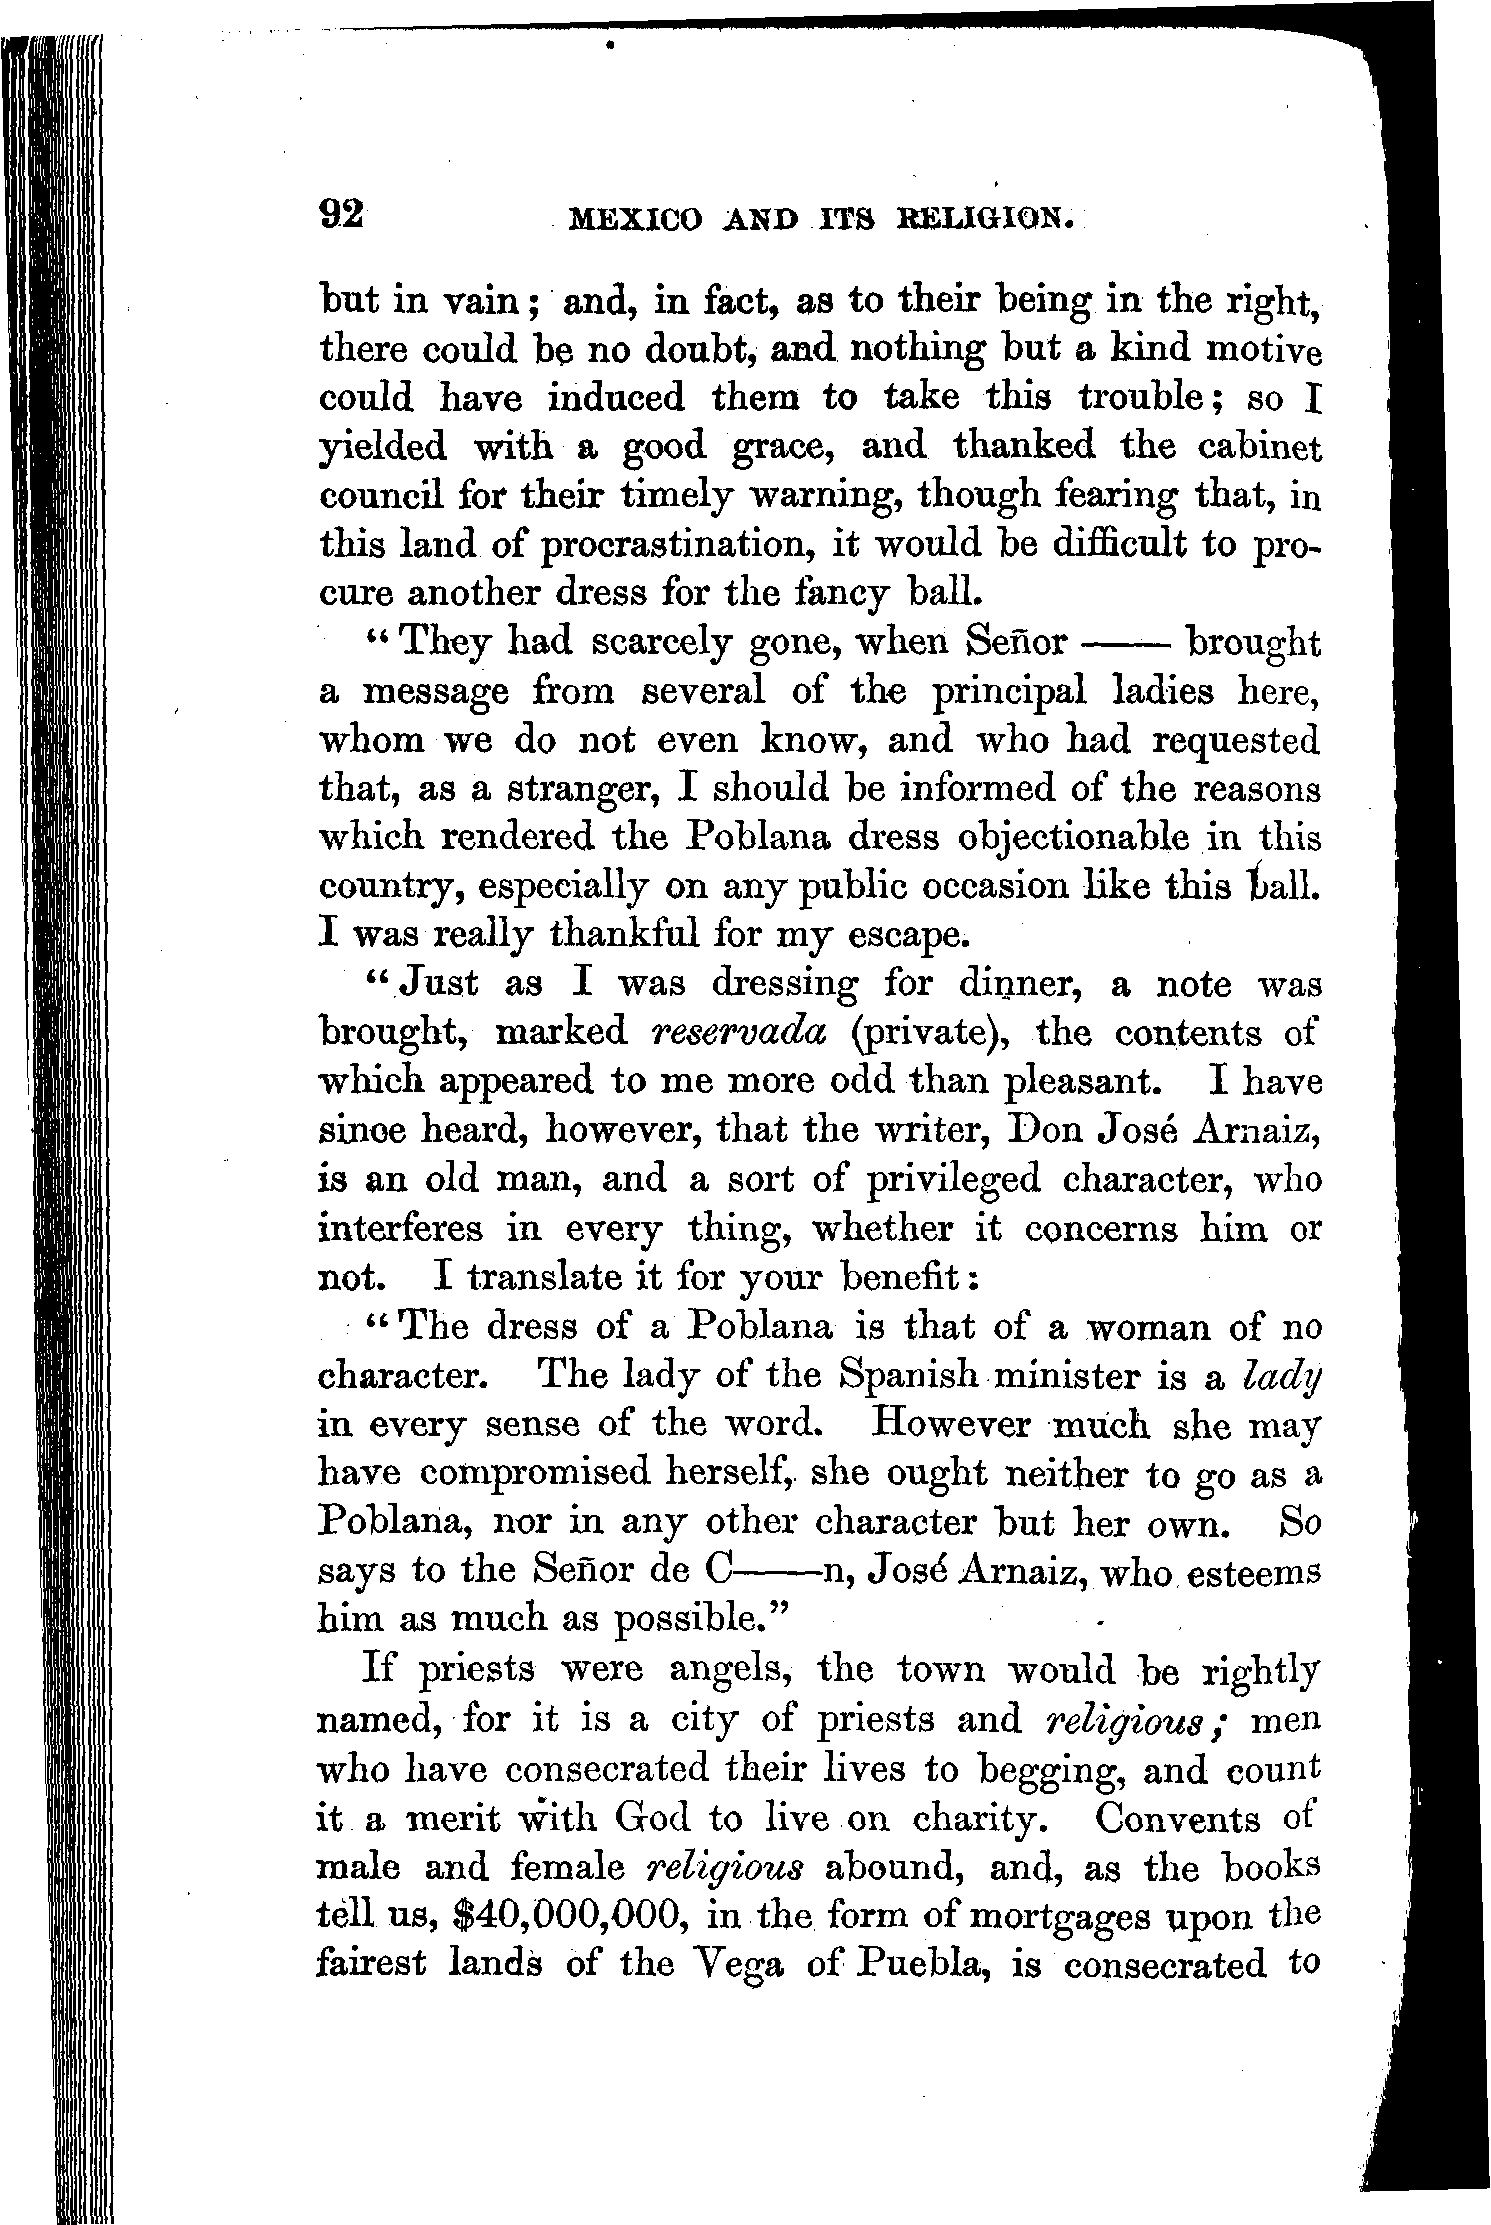 92 MEXICO AND ITS RELIGION.
but in vain; and, in fact, as to their being in the right,
there could be no doubt, and nothing but a kind motive
could have induced them to take this trouble; so I
yielded with a good grace, and thanked the cabinet
council for their timely warning, though fearing that, in
this land of procrastination, it would be difficult to pro-
cure another dress for the fancy ball.
“They had scarcely gone, when Señor —— brought
a message from several of the principal ladies here,
whom we do not even know, and who had requested
that, as a stranger, I should be informed of the reasons
which rendered the Poblana dress objectionable in this
country, especially on any public occasion like this ball.
I was really thankful for my escape.
“Just as I was dressing for dinner, a note was
brought, marked reservada (private), the contents of
which appeared to me more odd than pleasant. I have
since heard, however, that the writer, Don José Arnaiz,
is an old man, and a sort of privileged character, who
interferes in every thing, whether it concerns him or
not. I translate it for your benefit:
“The dress of a Poblana is that of a woman of no
character. The lady of the Spanish minister is a lady
in every sense of the word. However much she may
have compromised herself, she ought neither to go as a
Poblana, nor in any other character but her own. So
says to the Señor de C——n, José Arnaiz, who esteems
him as much as possible.”
If priests were angels, the town would be rightly
named, for it is a city of priests and religious; men
who have consecrated their lives to begging, and count
it a merit with God to live on charity. Convents of
male and female religious abound, and, as the books
tell us, $40,000,000, in the form of mortgages upon the
fairest lands of the Vega of Puebla, is consecrated to